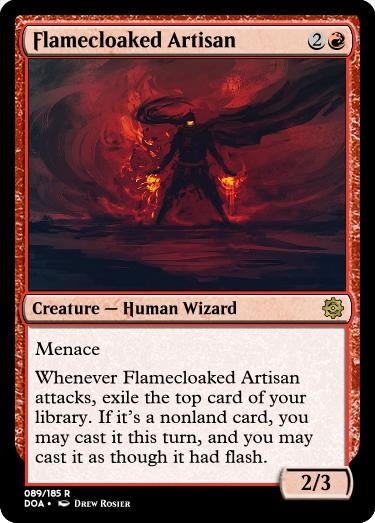 Flamecloaked Artisan 2
Creature — Human Wizard
Menace
Whenever Flamecloaked Artisan
attacks, exile the top card of your
library. If it's a nonland card, you
may cast it this turn, and you may
cast it as though it had flash.
2/3
089/185 R
DOA • Drew Rosier